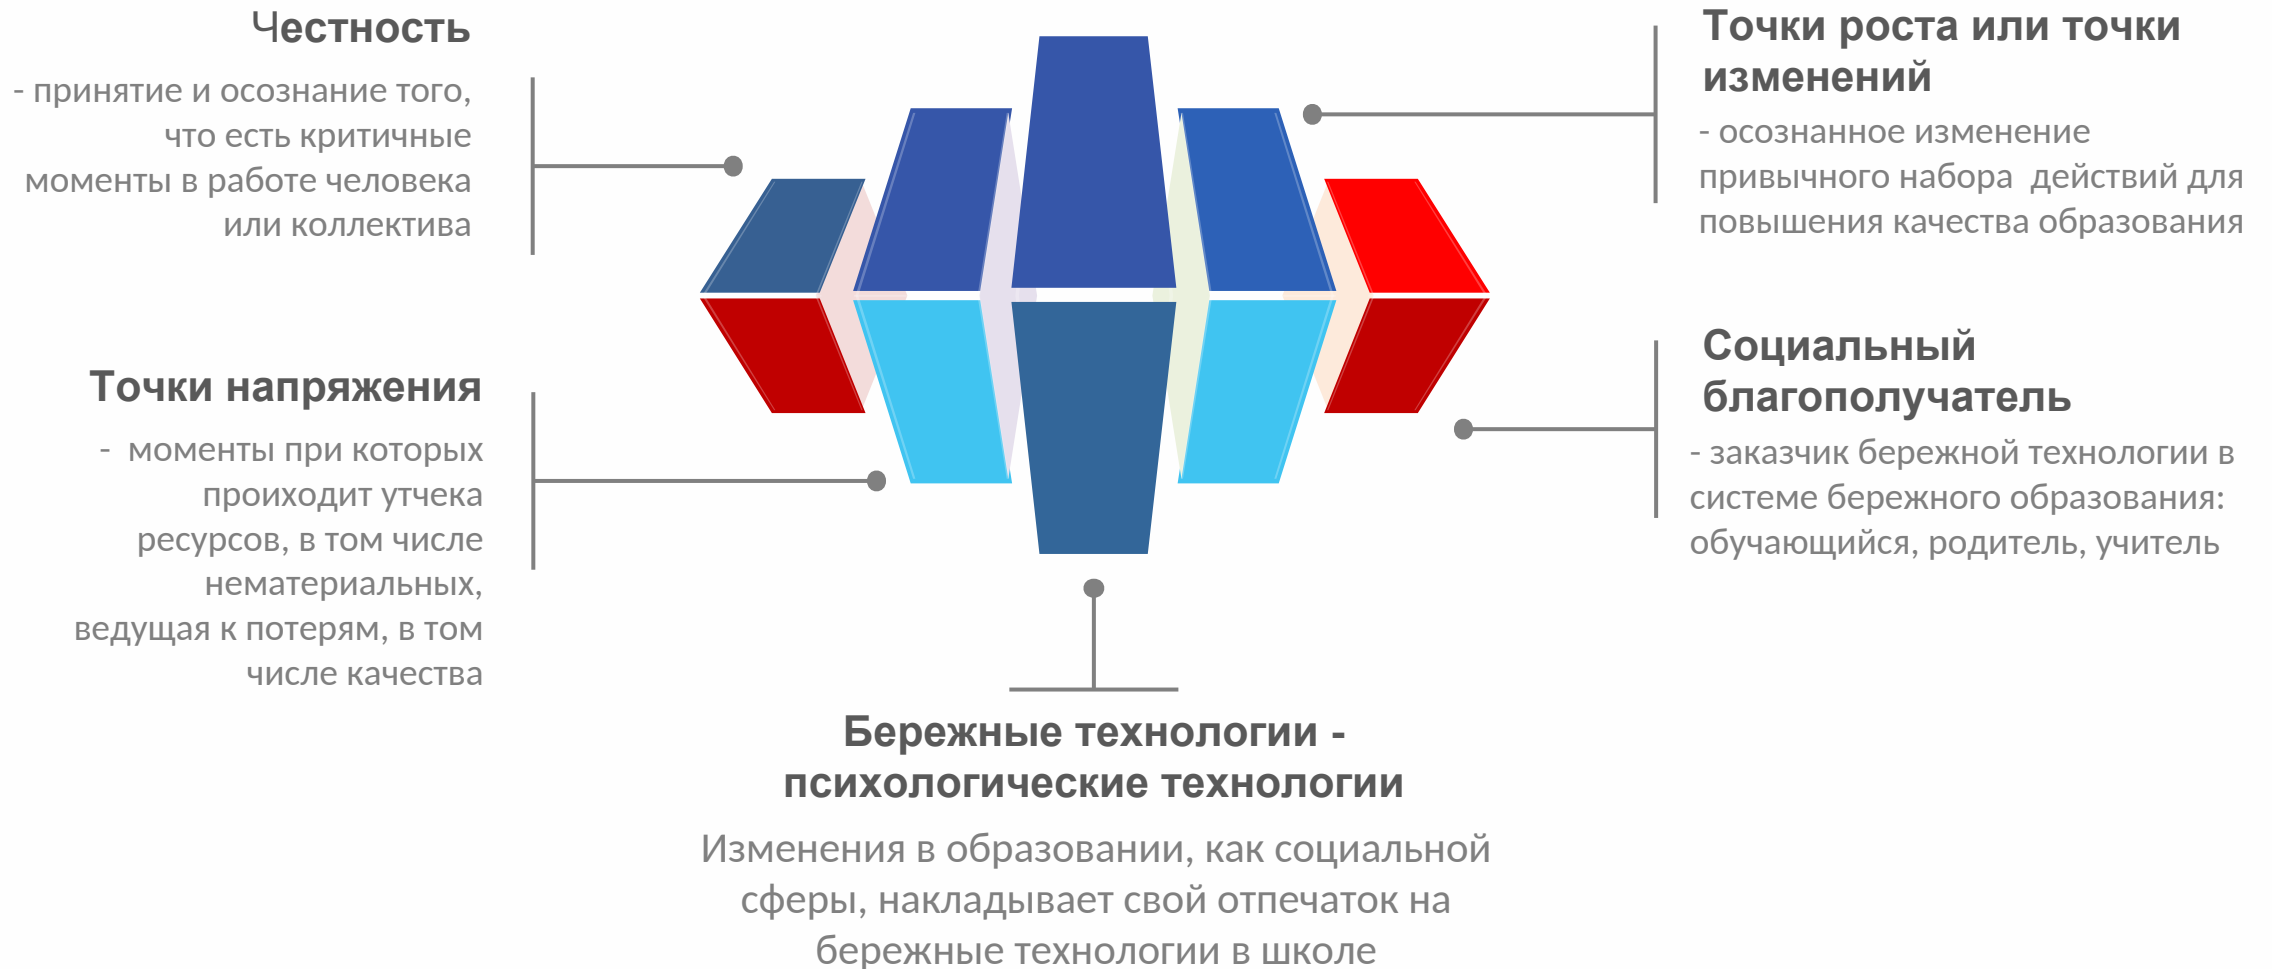 Честность
- принятие и осознание того,
что есть критичные
моменты в работе человека
или коллектива
Точки напряжения
- моменты при которых
проиходит утчека
ресурсов, в том числе
нематериальных,
ведущая к потерям, в том
числе качества
Точки роста или точки
изменений
- осознанное изменение
привычного набора действий для
повышения качества образования
Социальный
благополучатель
- заказчик бережной технологии в
системе бережного образования:
обучающийся, родитель, учитель
Бережные технологии -
психологические технологии
Изменения в образовании, как социальной
сферы, накладывает свой отпечаток на
бережные технологии в школе